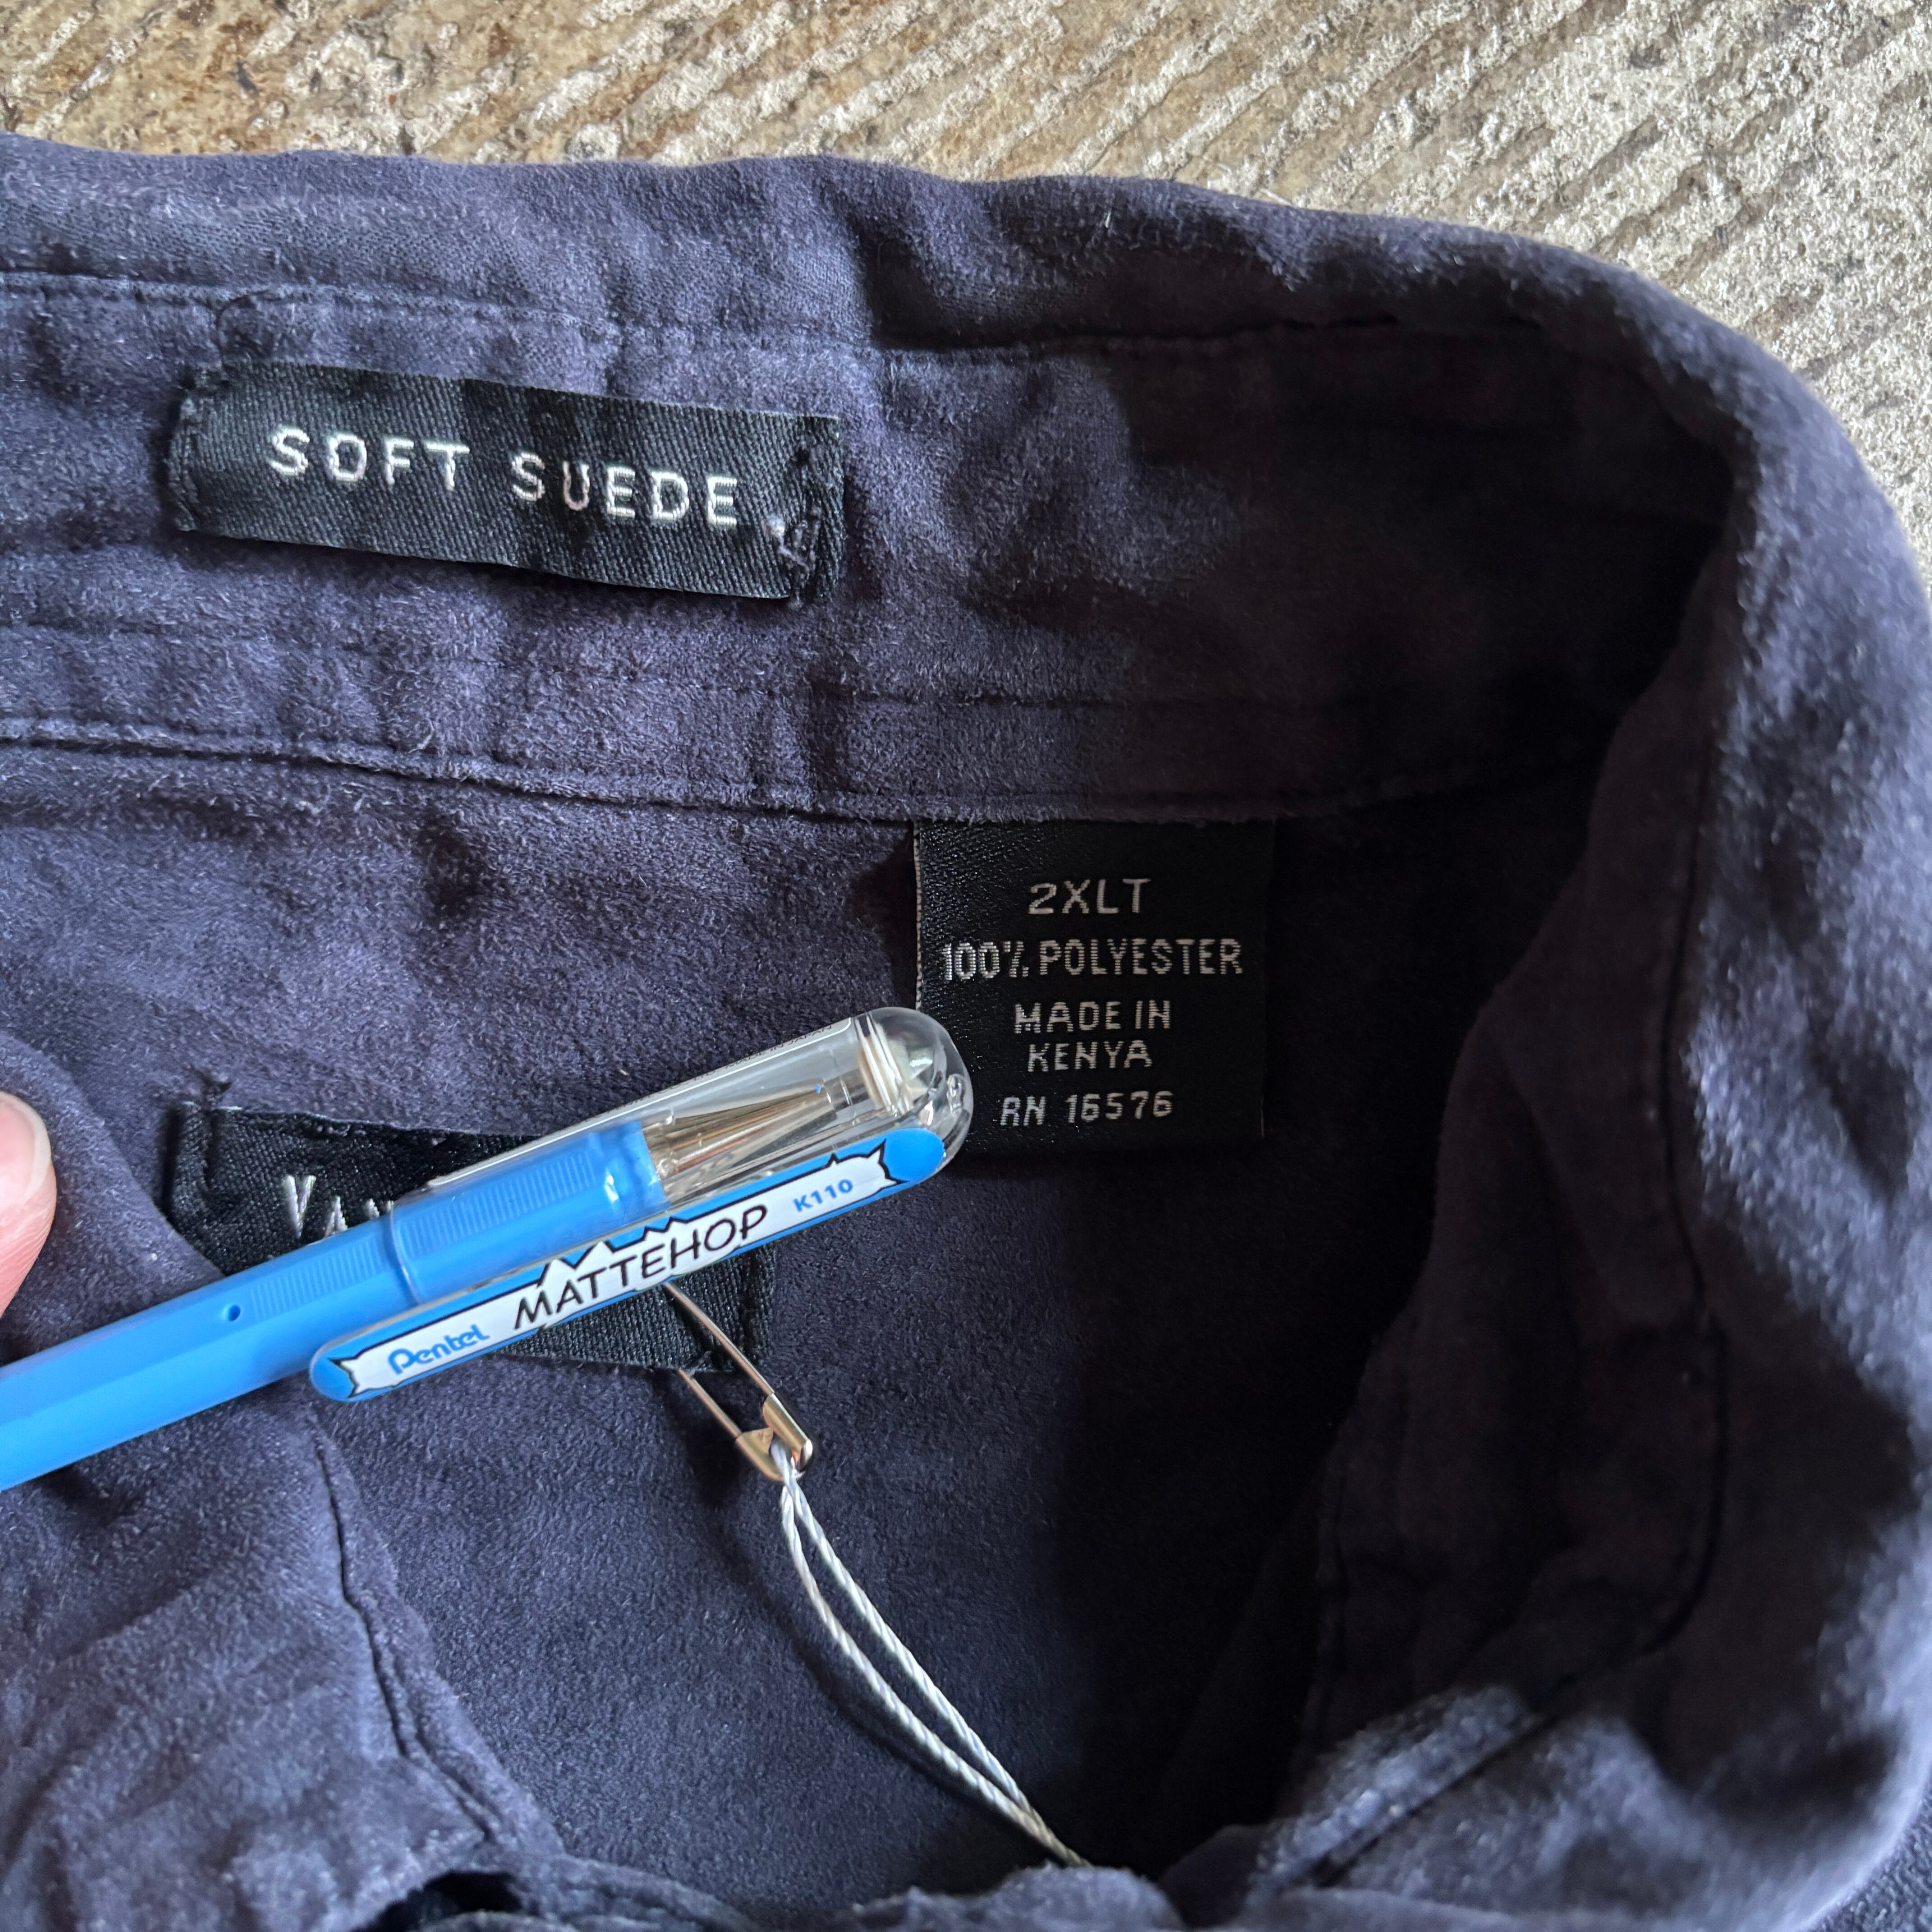 SOFT SUEDE
2XLT
100% POLYESTER
MADE IN
KENYA
RN 16576
Pentel MATTEHOP K110